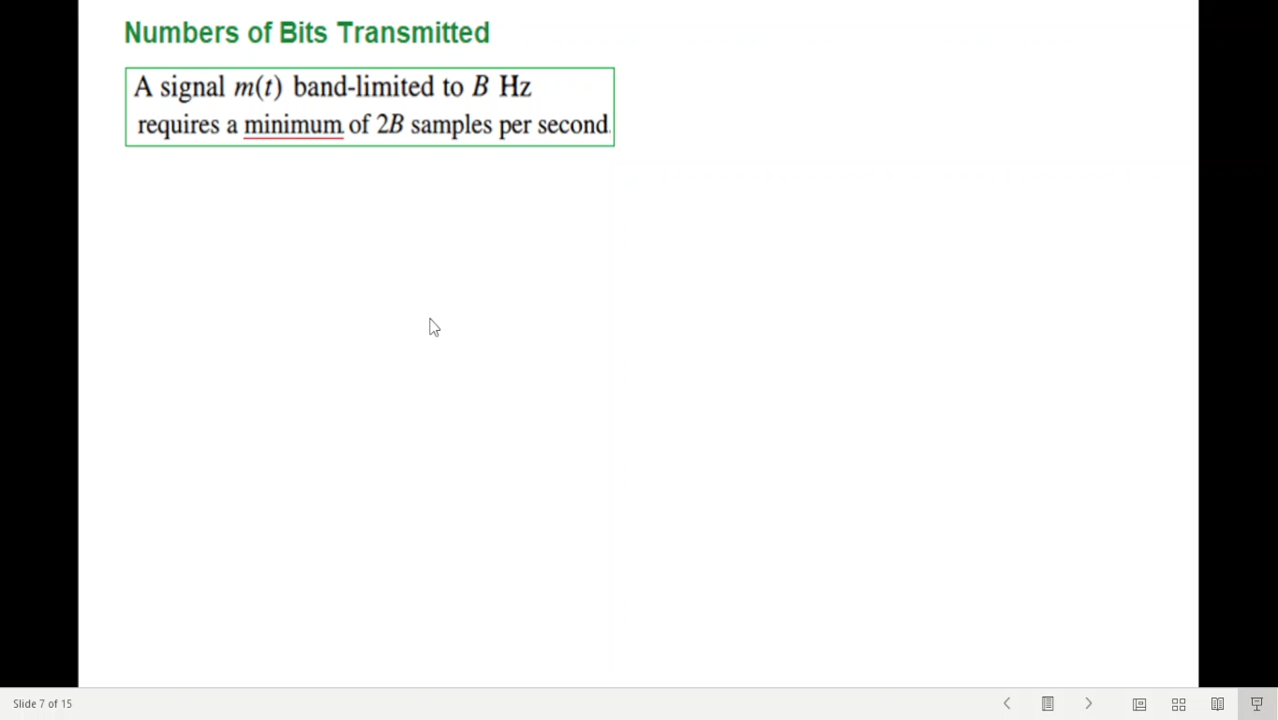 Numbers of Bits Transmitted
A signal m(t) band-limited to B Hz
requires a minimum of 2B samples per second.
Slide 7 of 15